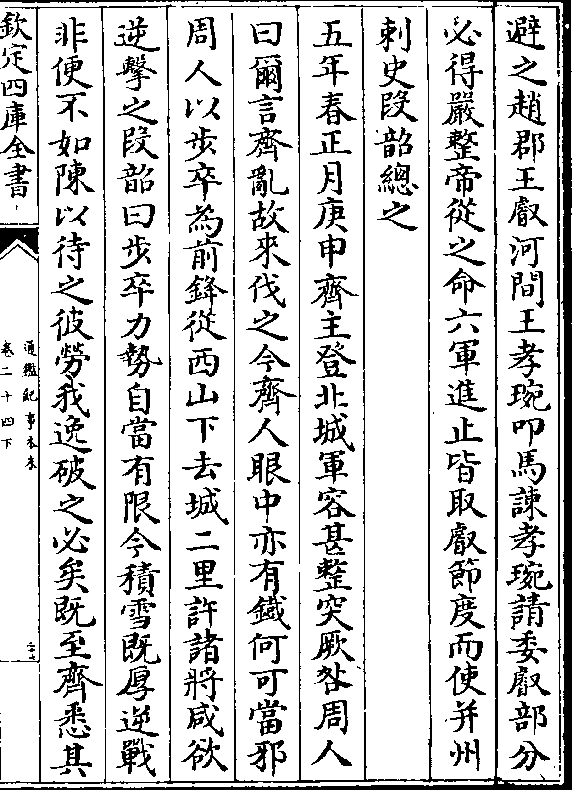 避之趙郡王叡河間王孝琬叩馬諫孝琬請委叡部分
必得嚴整帝從之命六軍進止皆取叡節度而使并州
刺史段韶總之
五年春正月庚申齊主登北城軍容甚整突厥咎周人
曰爾言齊亂故來伐之今齊人眼中亦有鐵何可當邪
周人以步卒為前鋒從西山下去城二里許諸將咸欲
逆擊之段韶曰步卒力勢自當有限今積雪既厚逆戰
非便不如陳以待之彼勞我逸破之必矣既至齊悉其
欽定四庫全書
通鑑紀事本末
卷二十四下